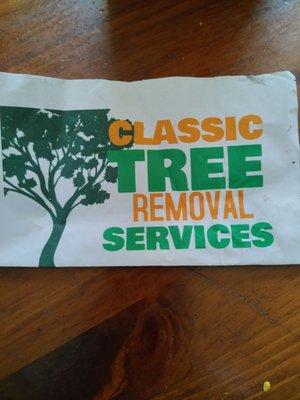 CLASSIC
TREE
REMOVAL
SERVICES